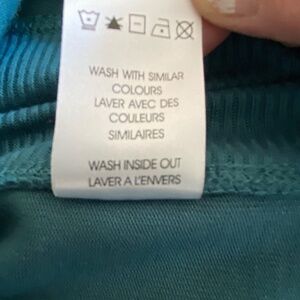 WASH WITH SIMILAR
COLOURS
LAVER AVEC DES
COULEURS
SIMILAIRES
WASH INSIDE OUT
LAVER A L'ENVERS